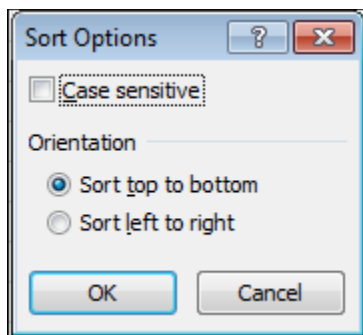 Sort Options
?
Case sensitive
Orientation
Sort top to bottom
Sort left to right
OK Cancel